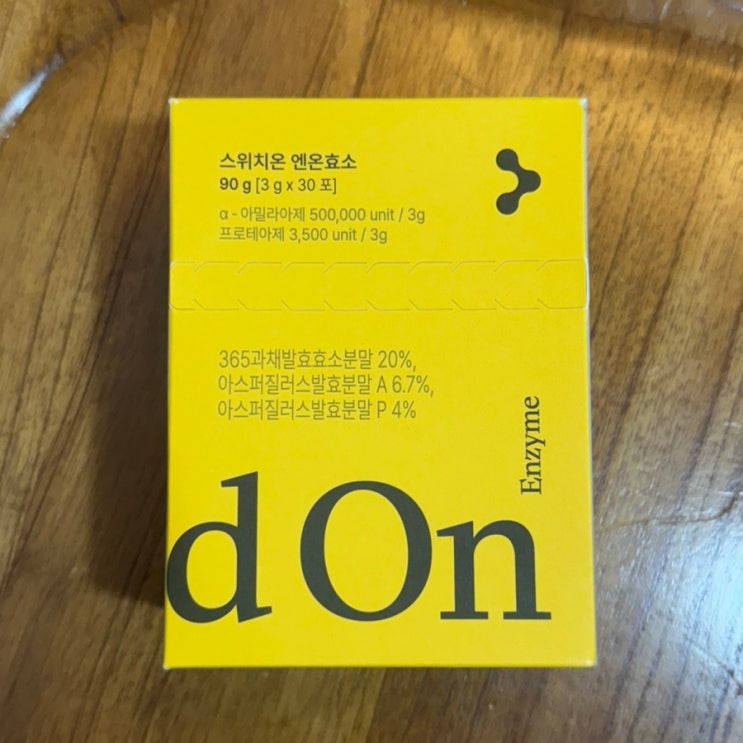 스위치온 엔온효소
90 g [3 g x 30 포]
α - 아밀라아제 500,000 unit / 3g
프로테아제 3,500 unit / 3g
365과채발효효소분말 20%,
아스퍼질러스발효분말 A 6.7%,
아스퍼질러스발효분말 P 4%
Enzyme
d On